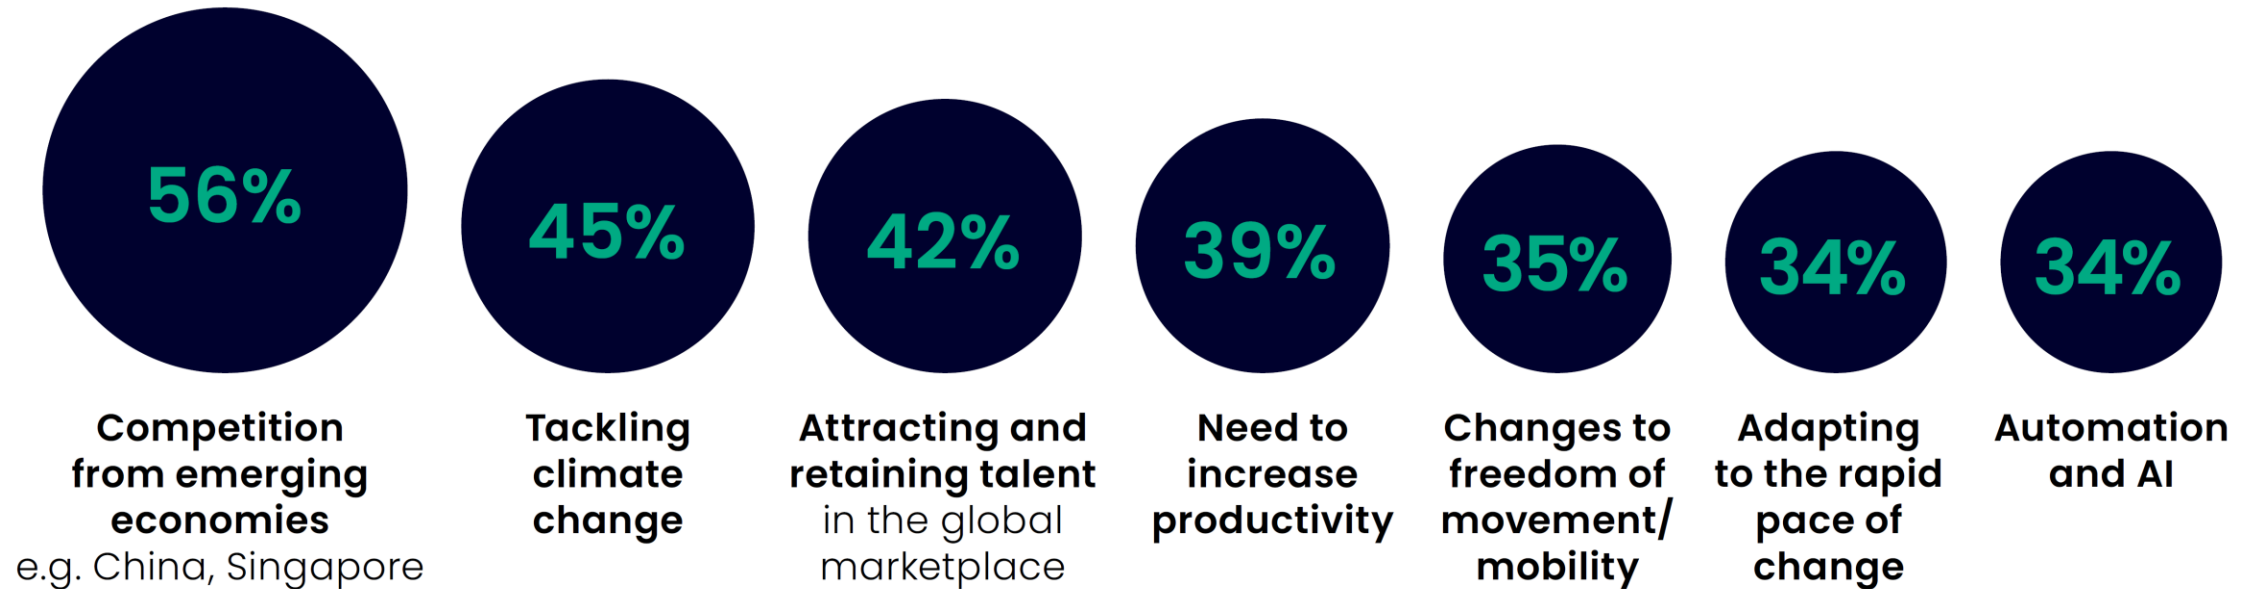 56%
45%
42%
39%
35%
34%
34%
Competition
from emerging
economies
e.g. China, Singapore
Tackling
climate
change
Attracting and
retaining talent
in the global
marketplace
Need to
increase
productivity
Changes to
freedom of
movement/
mobility
Adapting
to the rapid
pace of
change
Automation
and AI